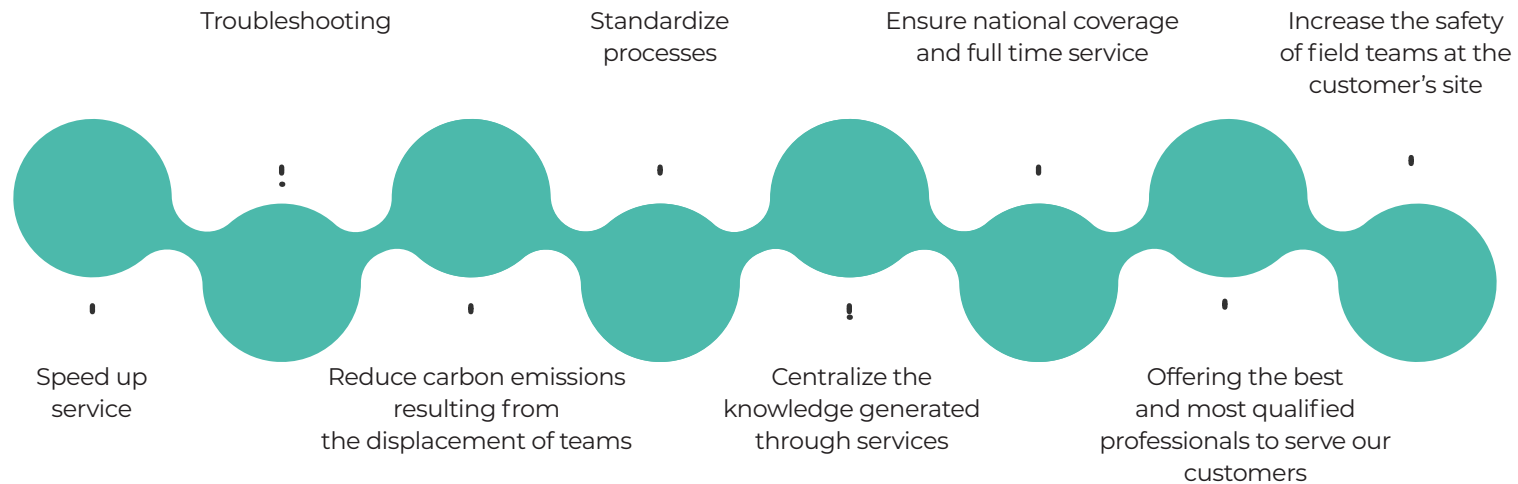 Troubleshooting
Standardize
processes
Ensure national coverage
and full time service
Increase the safety
of field teams at the
customer's site
Speed up
service
Reduce carbon emissions
resulting from
the displacement of teams
Centralize the
knowledge generated
through services
Offering the best
and most qualified
professionals to serve our
customers